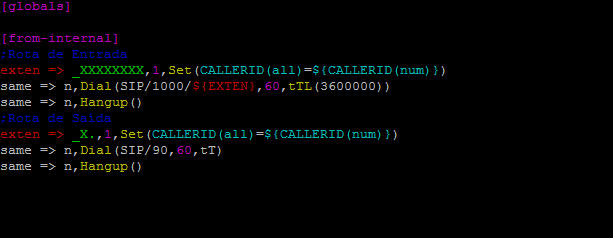 [globals]
[from-internal]
;Rota de Entrada
exten => _XXXXXXXX,1,Set(CALLERID(all)=${CALLERID(num)})
same => n,Dial(SIP/1000/${EXTEN},60,tTL(3600000))
same => n,Hangup()
;Rota de Saida
exten => _X.,1,Set(CALLERID(all)=${CALLERID(num)})
same => n,Dial(SIP/90,60,tT)
same => n,Hangup()